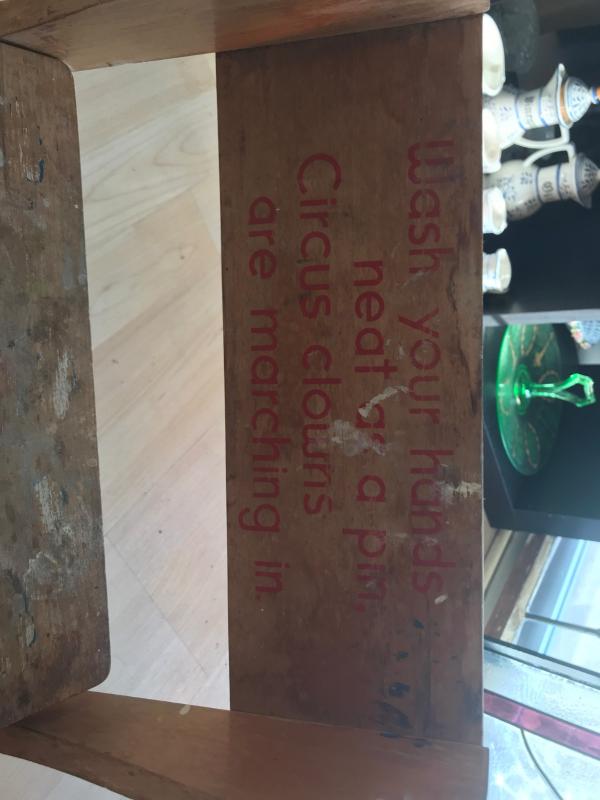 Wash your hands
neat as a pin,
Circus clowns
are marching in.